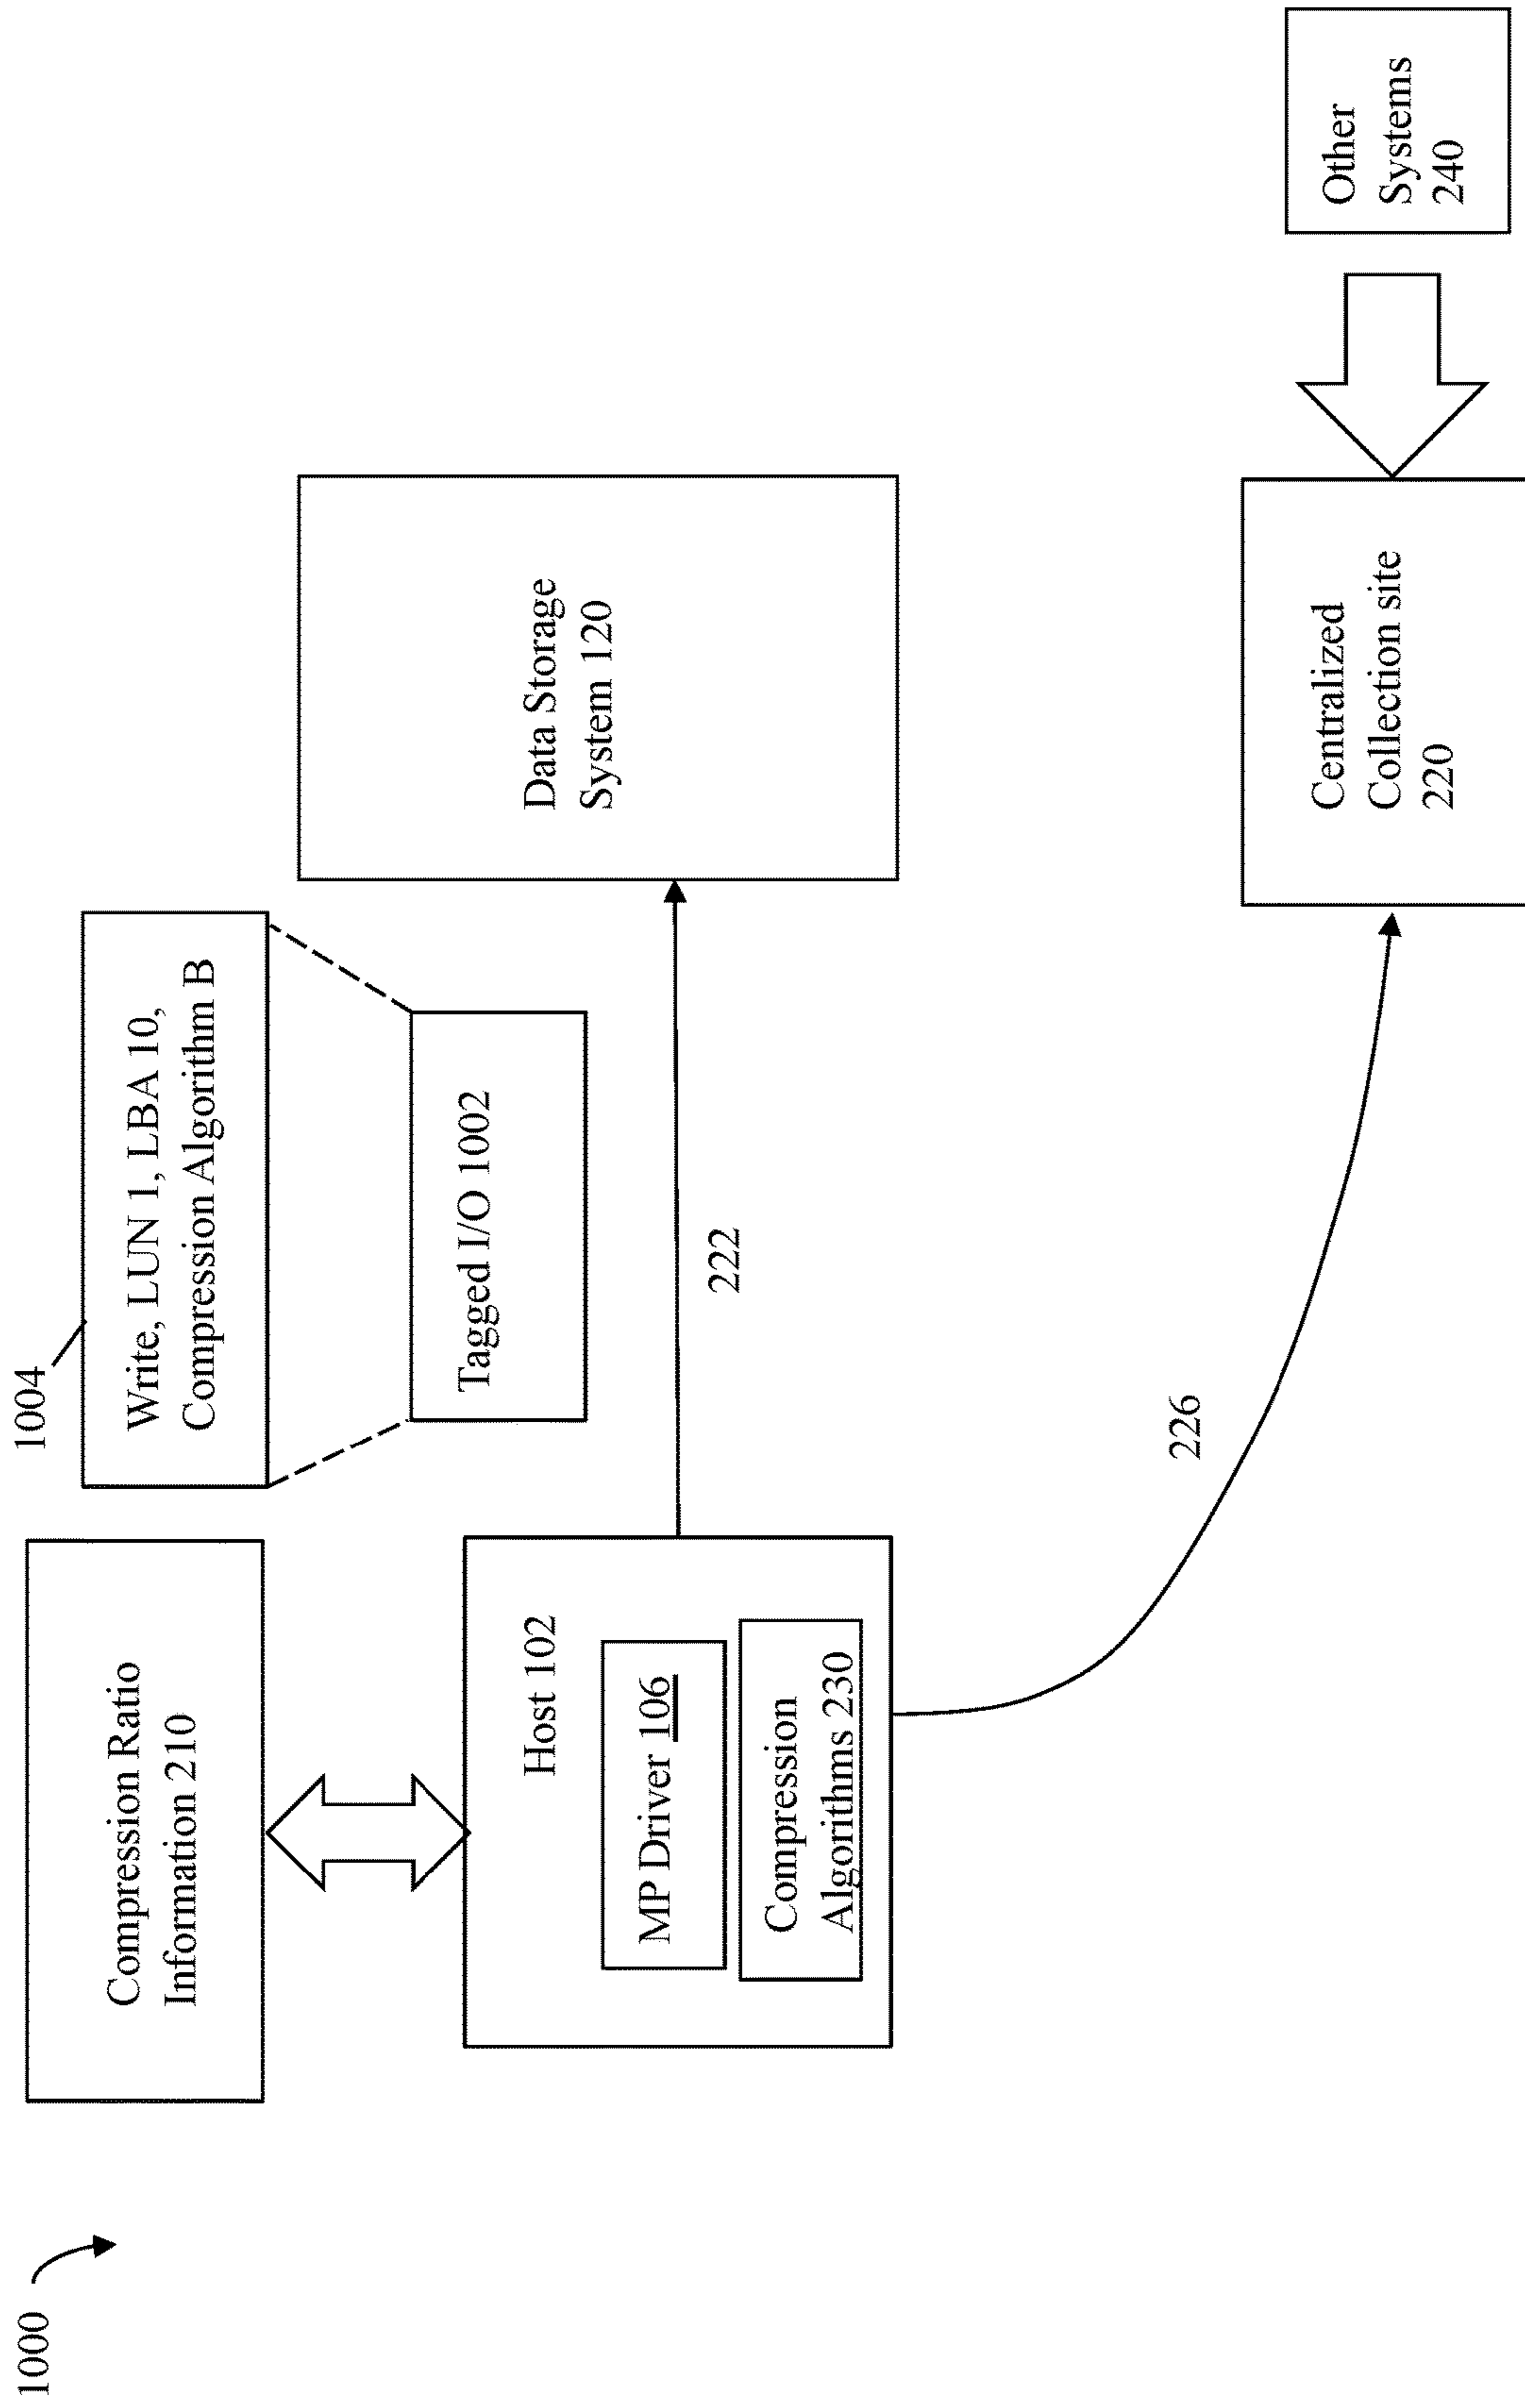 1000
Compression Ratio
Information 210
1004
Write, LUN 1, LBA 10,
Compression Algorithm B
Tagged I/O 1002
Host 102
MP Driver 106
Compression
Algorithms 230
222
Data Storage
System 120
226
Centralized
Collection site
220
Other
Systems
240